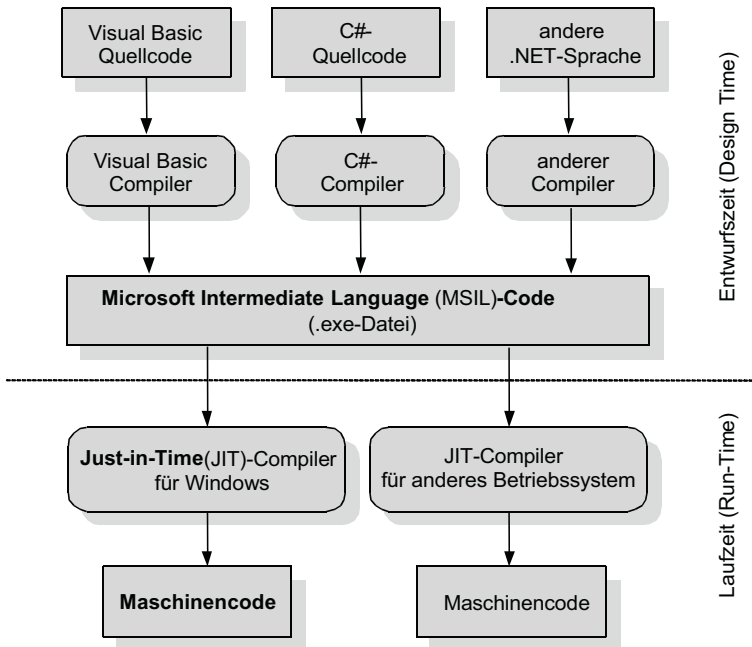 Visual Basic
Quellcode
C#-
Quellcode
andere
.NET-Sprache
Visual Basic
Compiler
C#-
Compiler
anderer
Compiler
Entwurfszeit (Design Time)
Microsoft Intermediate Language (MSIL)-Code
(.exe-Datei)
Just-in-Time(JIT)-Compiler
für Windows
JIT-Compiler
für anderes Betriebssystem
Laufzeit (Run-Time)
Maschinencode
Maschinencode